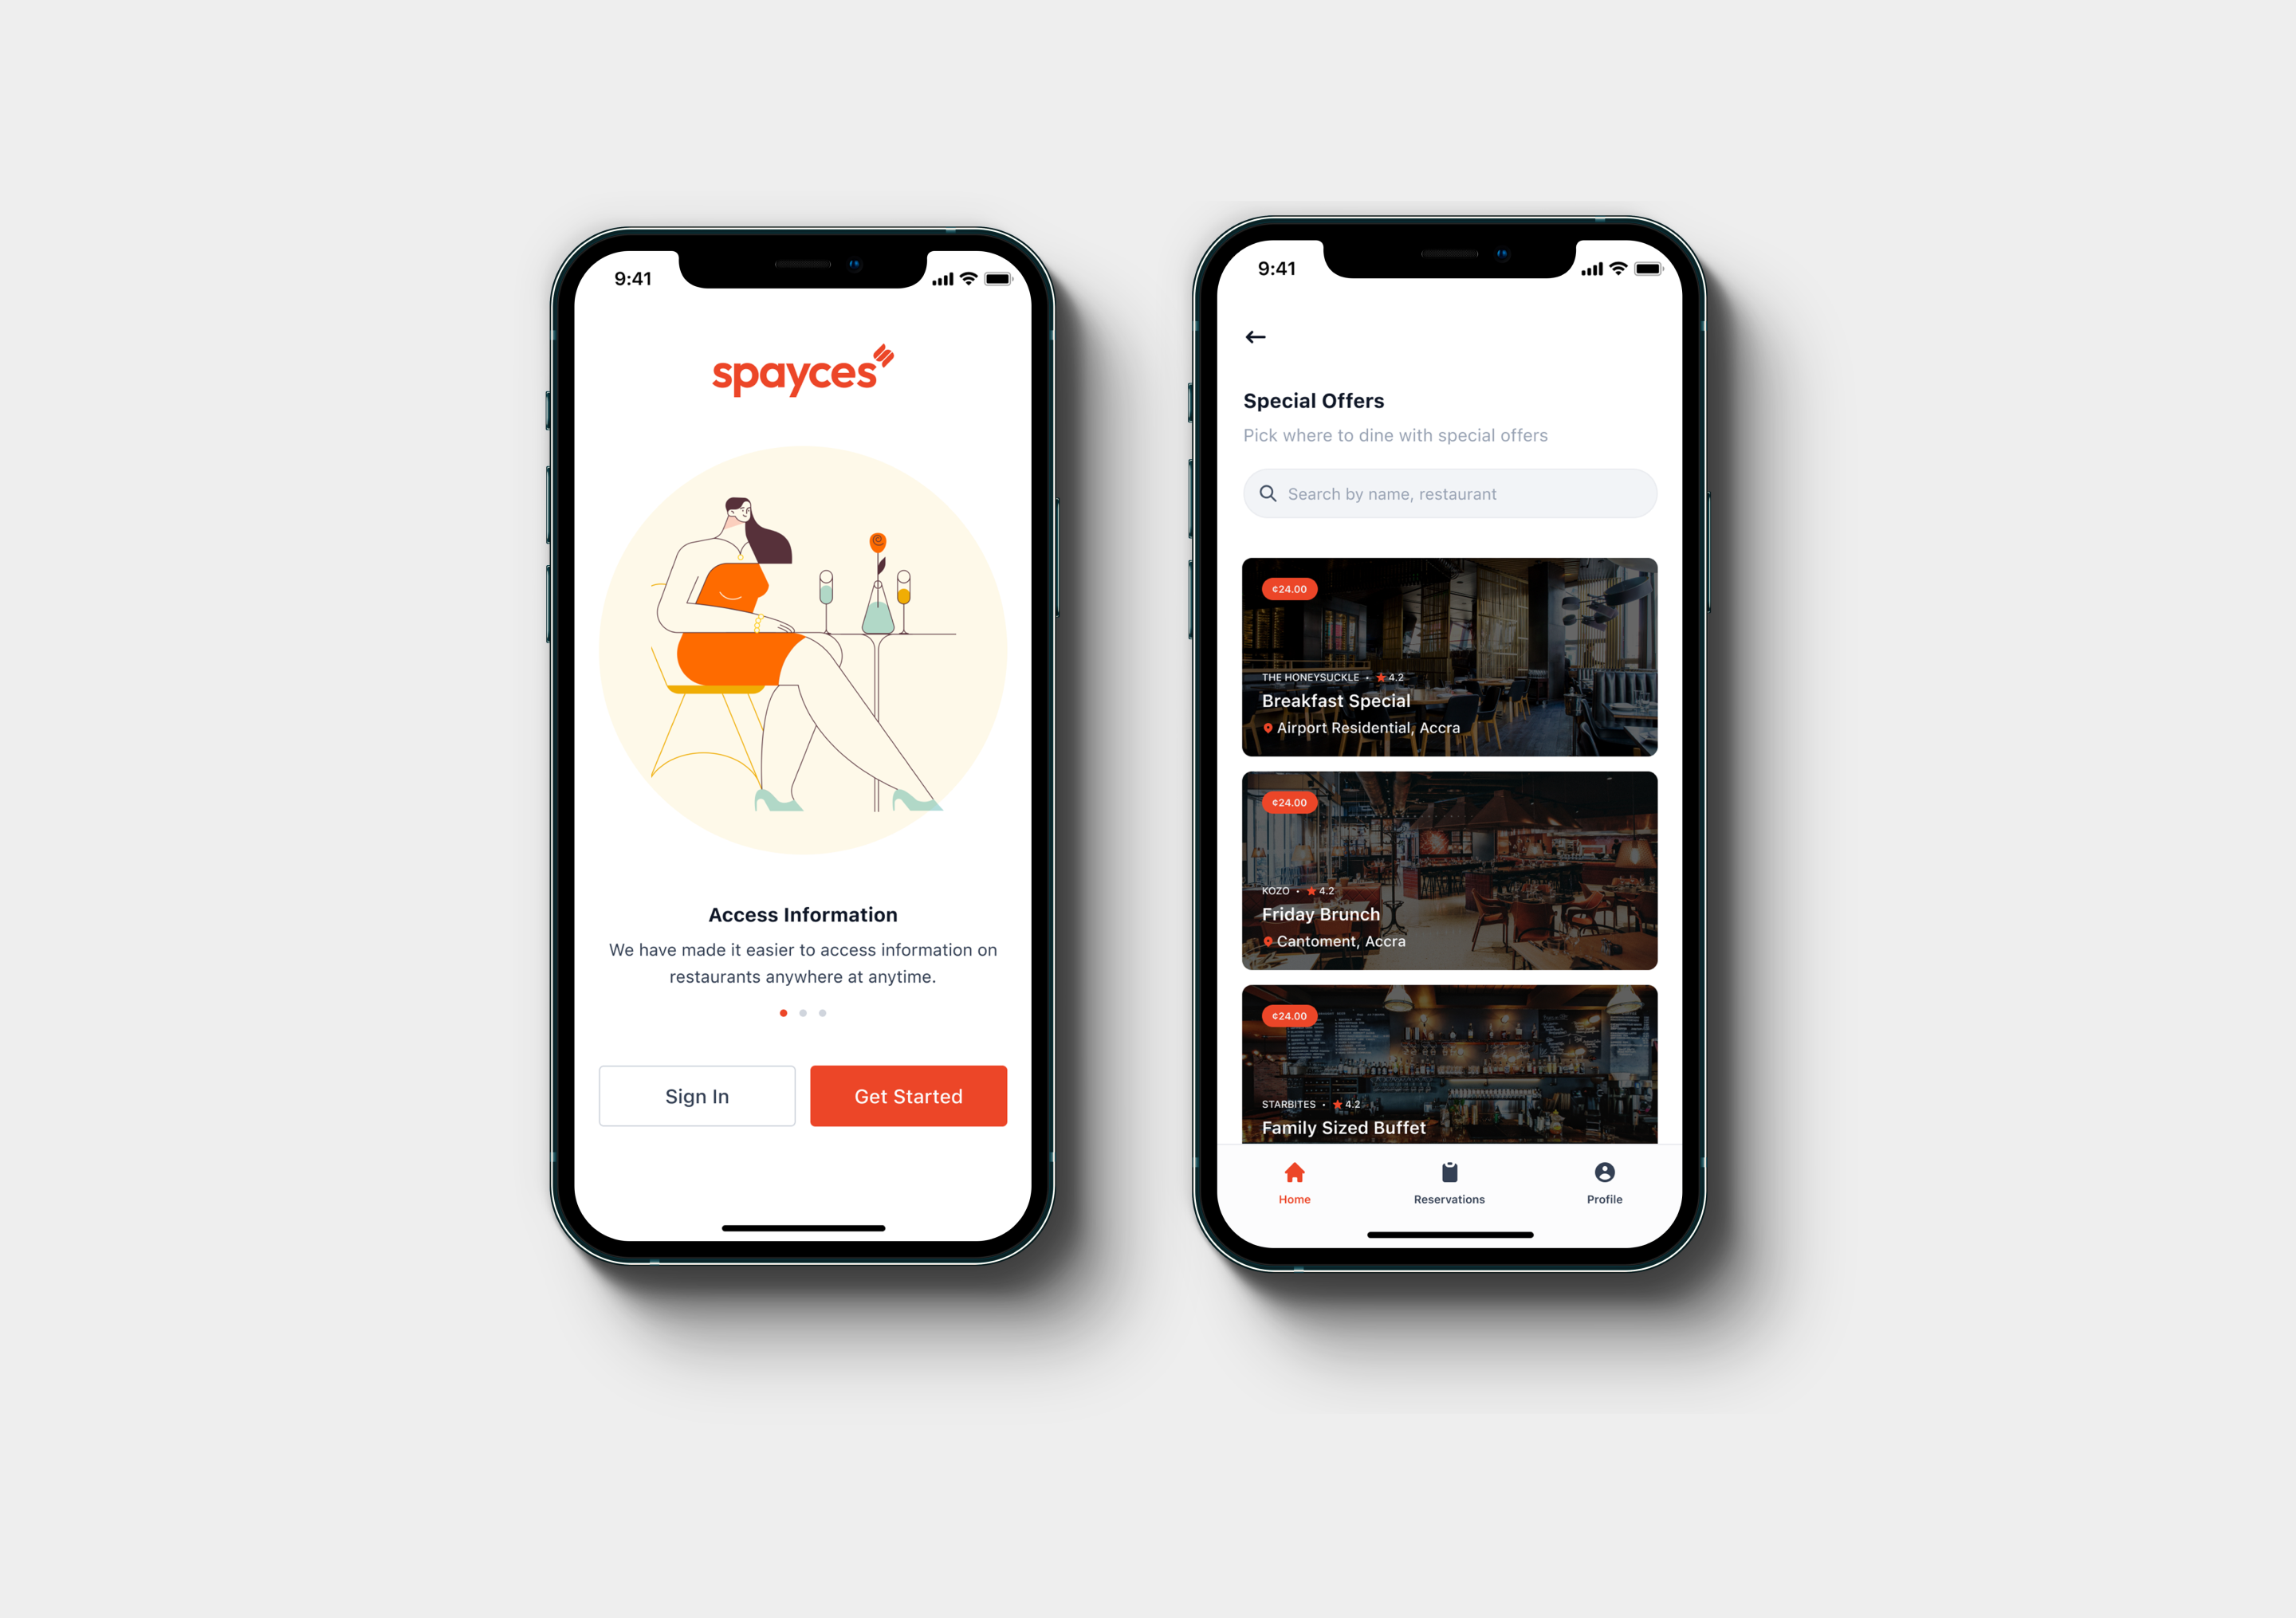 9:41
spayces
Access Information
We have made it easier to access information on
restaurants anywhere at anytime.
Sign In
Get Started
9:41
Special Offers
Pick where to dine with special offers
Search by name, restaurant
¢24.00
THE HONEYSUCKLE • ★ 4.2
Breakfast Special
Airport Residential, Accra
¢24.00
KOZO • ★ 4.2
Friday Brunch
Cantoment, Accra
¢24.00
STARBITES • ★ 4.2
Family Sized Buffet
Home
Reservations
Profile